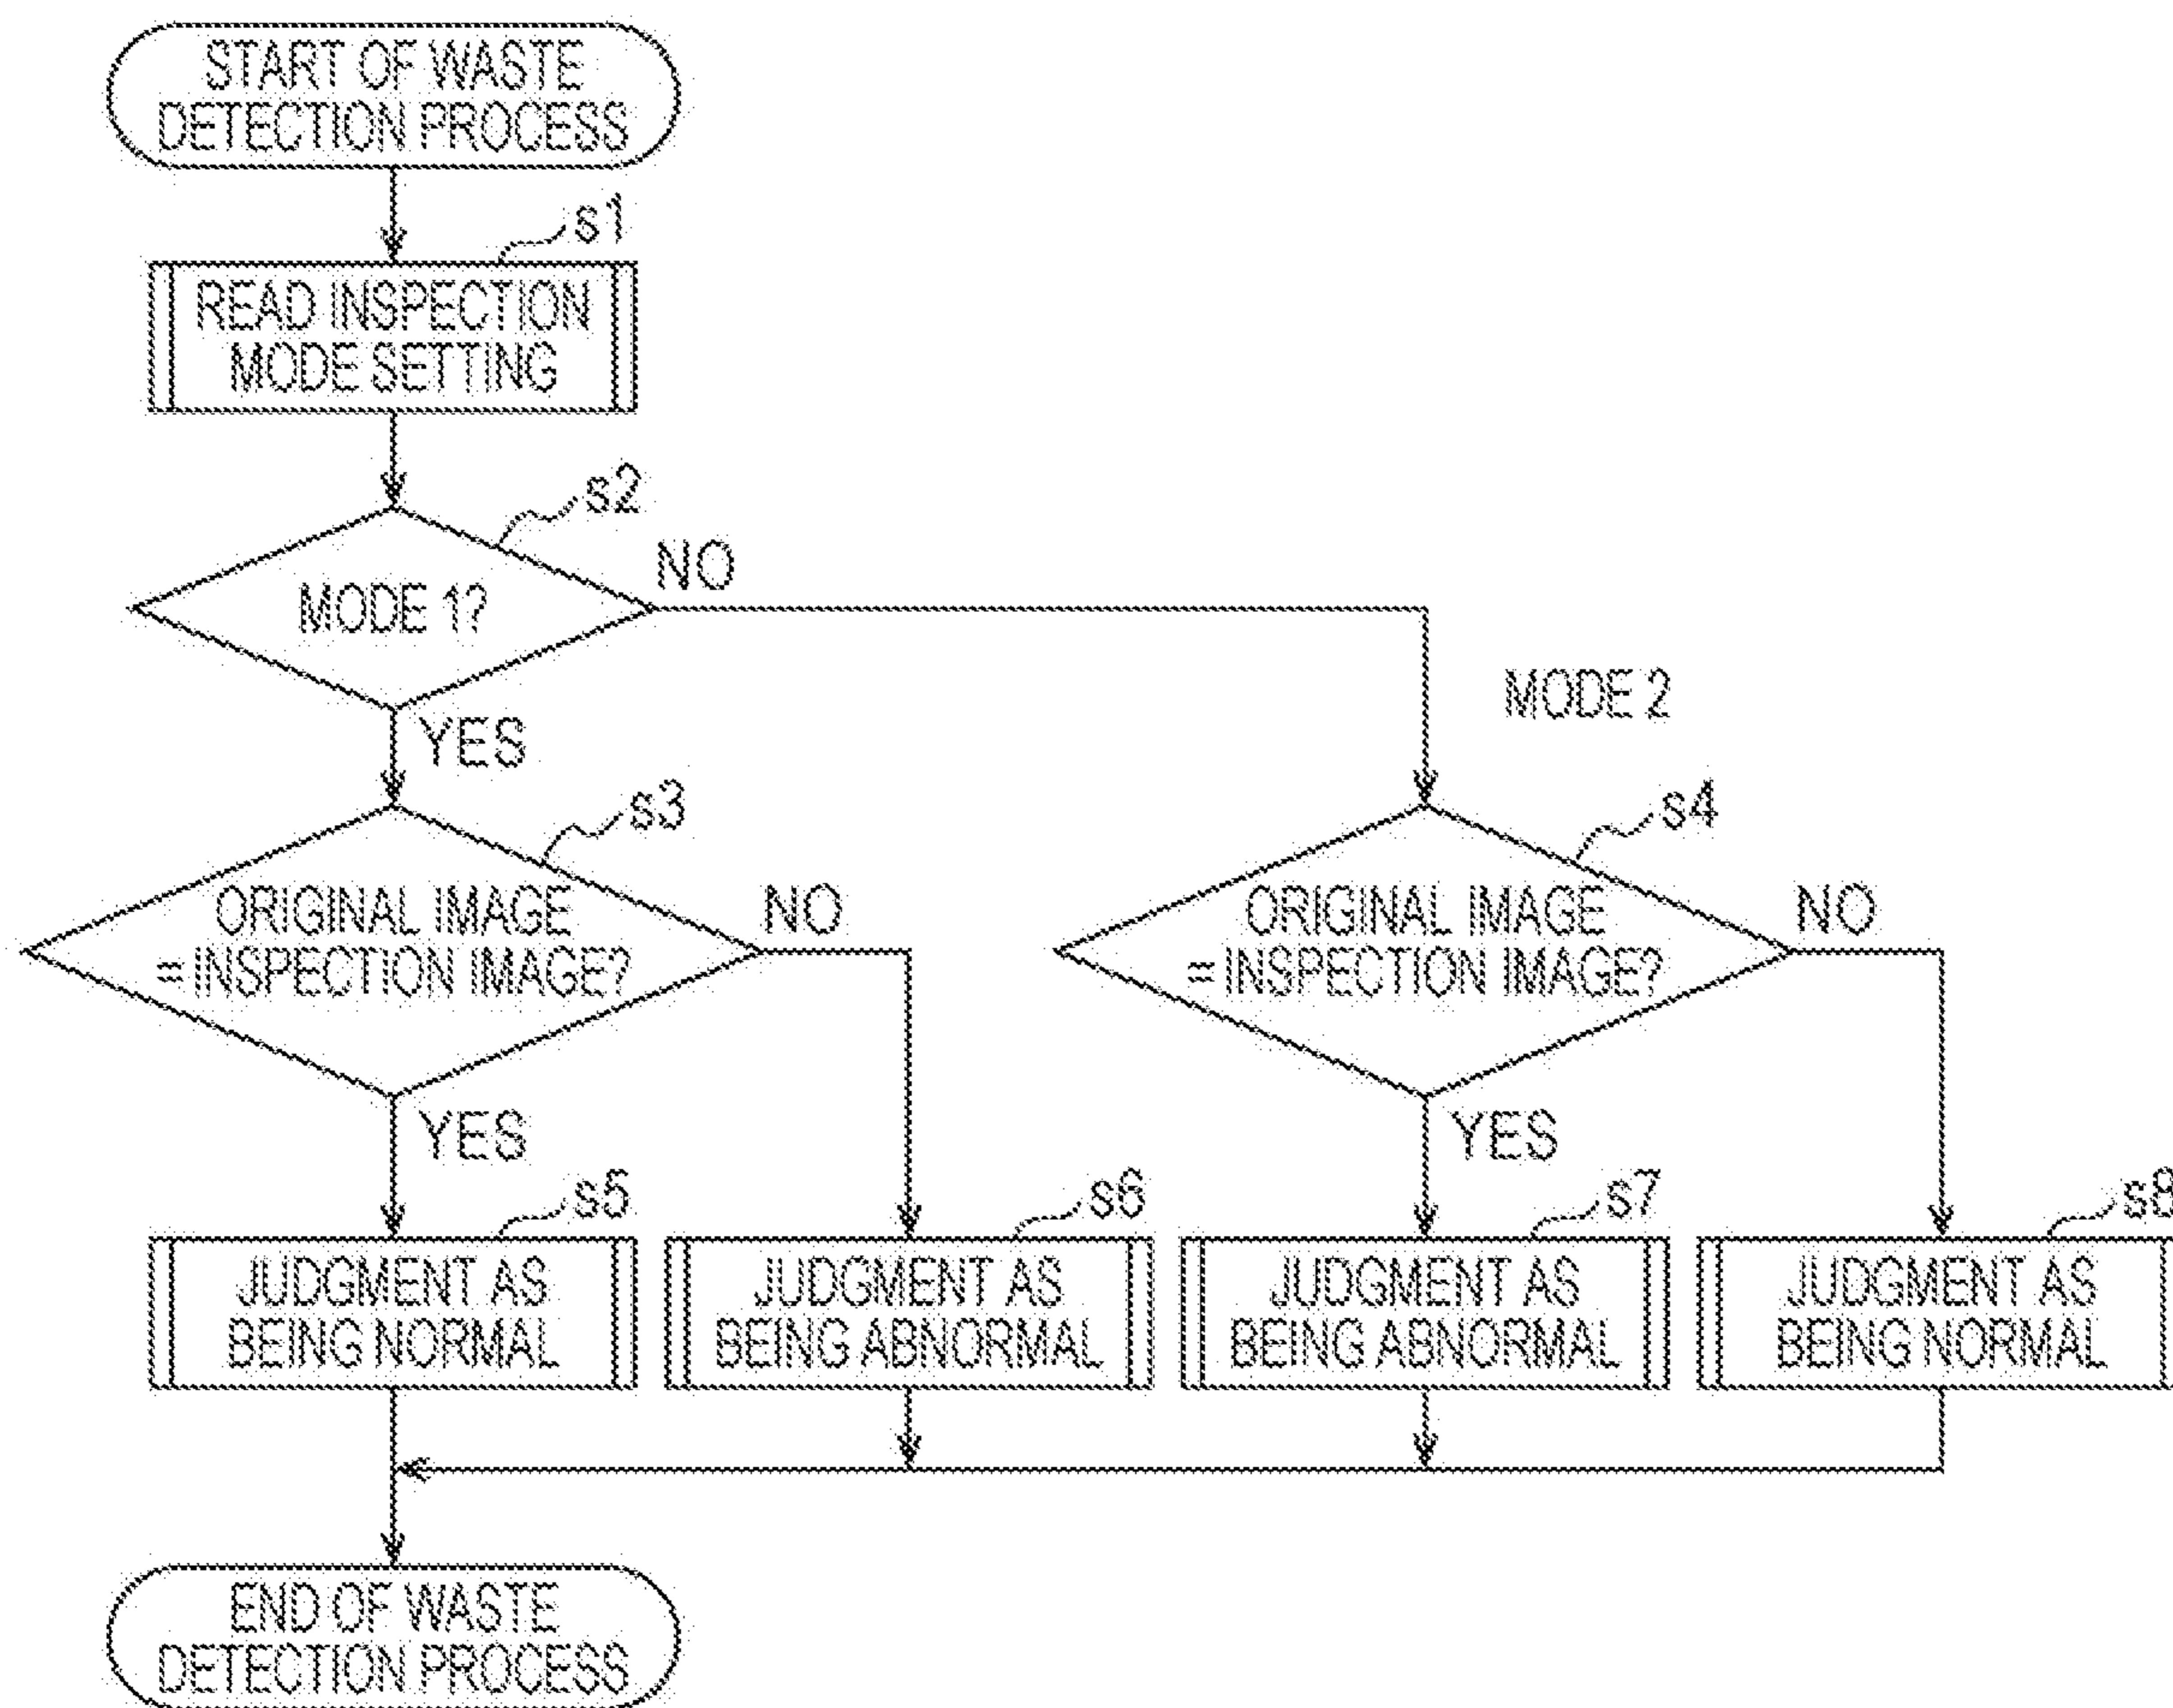 START OF WASTE
DETECTION PROCESS
s1
READ INSPECTION
MODE SETTING
s2
MODE 1?
NO
YES
MODE 2
s3
ORIGINAL IMAGE
= INSPECTION IMAGE?
NO
YES
s4
ORIGINAL IMAGE
= INSPECTION IMAGE?
NO
YES
s5
JUDGMENT AS
BEING NORMAL
s6
JUDGMENT AS
BEING ABNORMAL
s7
JUDGMENT AS
BEING ABNORMAL
s8
JUDGMENT AS
BEING NORMAL
END OF WASTE
DETECTION PROCESS